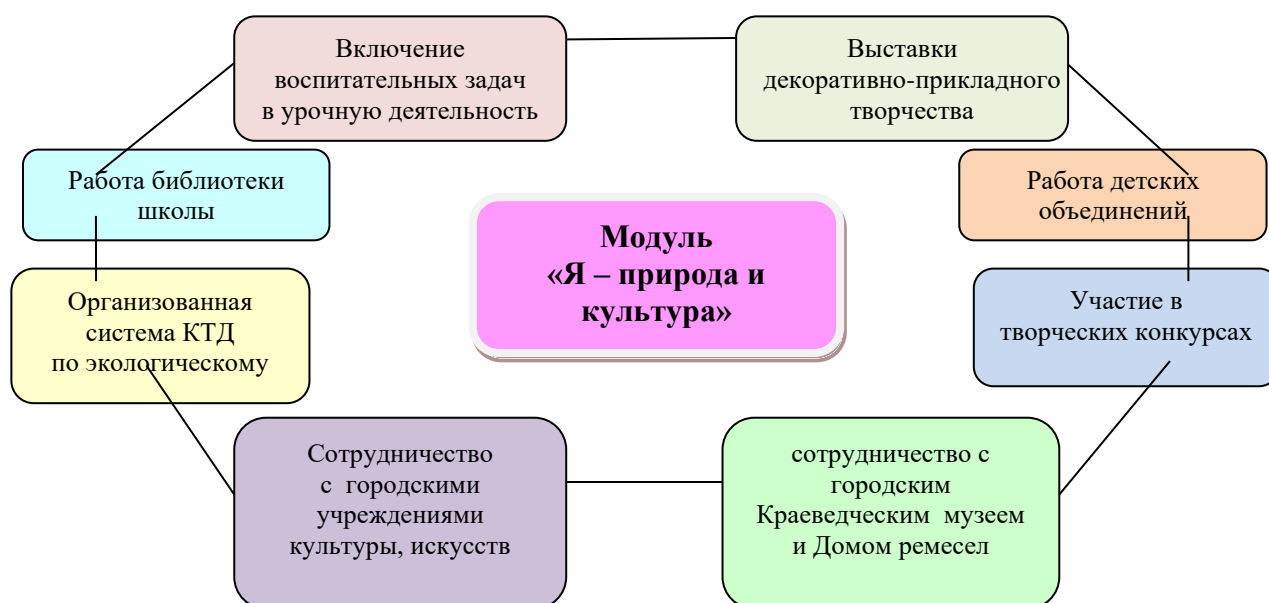 Включение
воспитательных задач
в урочную деятельность
Выставки
декоративно-прикладного
творчества
Работа библиотеки
школы
Работа детских
объединений
Модуль
«Я – природа и
культура»
Организованная
система КТД
по экологическому
Участие в
творческих конкурсах
Сотрудничество
с городскими
учреждениями
культуры, искусств
сотрудничество с
городским
Краеведческим музеем
и Домом ремесел